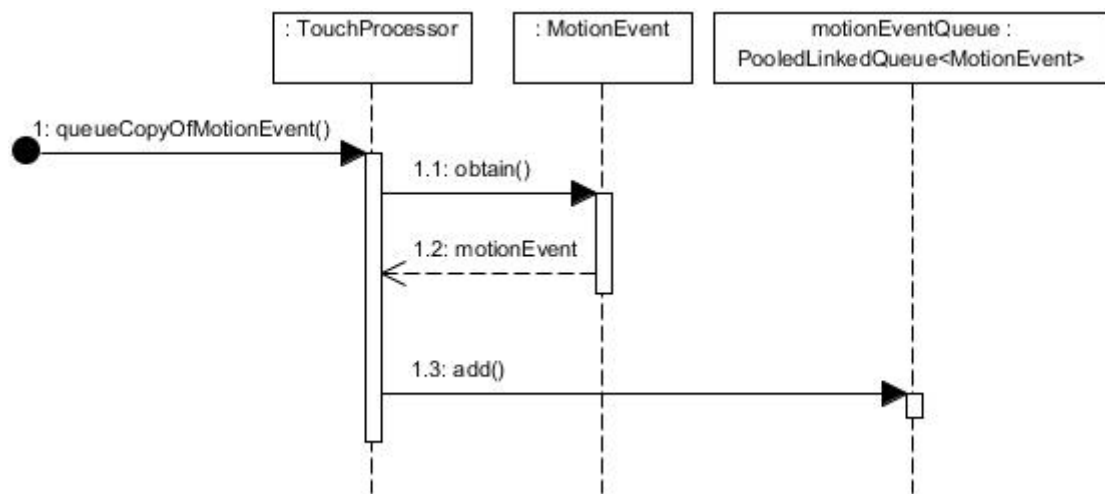 : TouchProcessor
: MotionEvent
motionEventQueue :
PooledLinkedQueue<MotionEvent>
1: queueCopyOfMotionEvent()
1.1: obtain()
1.2: motionEvent
1.3: add()